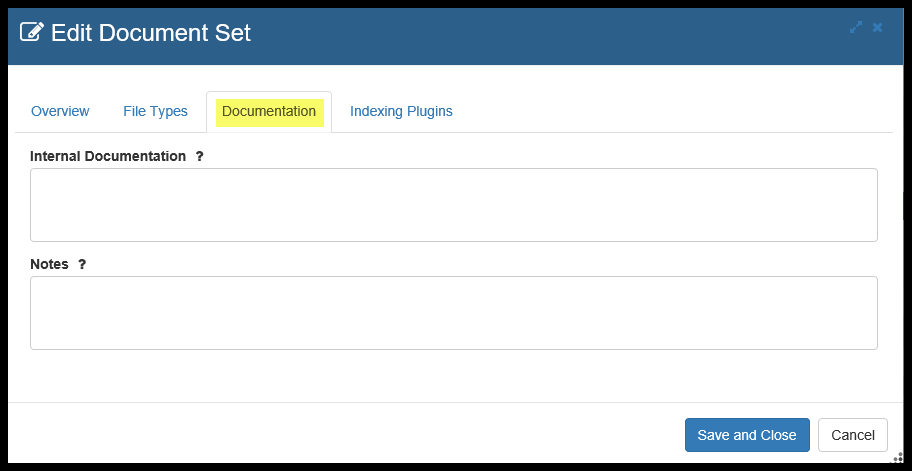 Edit Document Set
Overview File Types Documentation Indexing Plugins
Internal Documentation ?
Notes ?
Save and Close Cancel